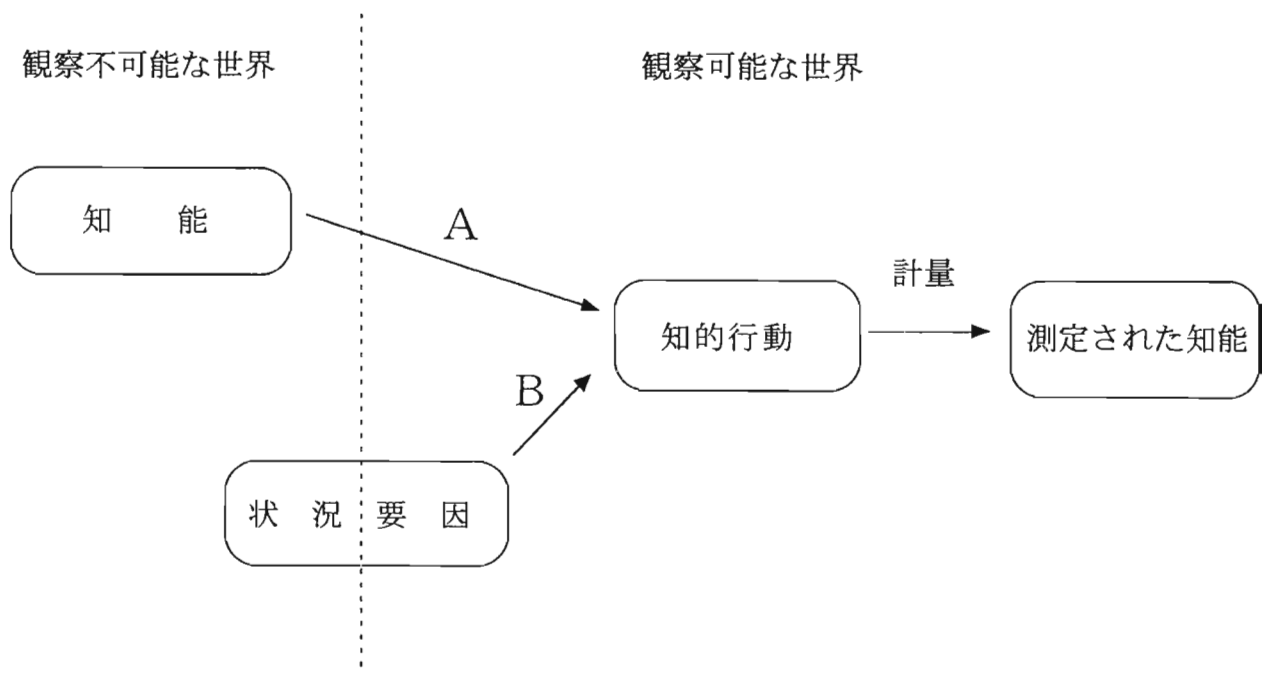 観察不可能な世界
観察可能な世界
知 能
A
計量
知的行動
測定された知能
B
状 況 要 因